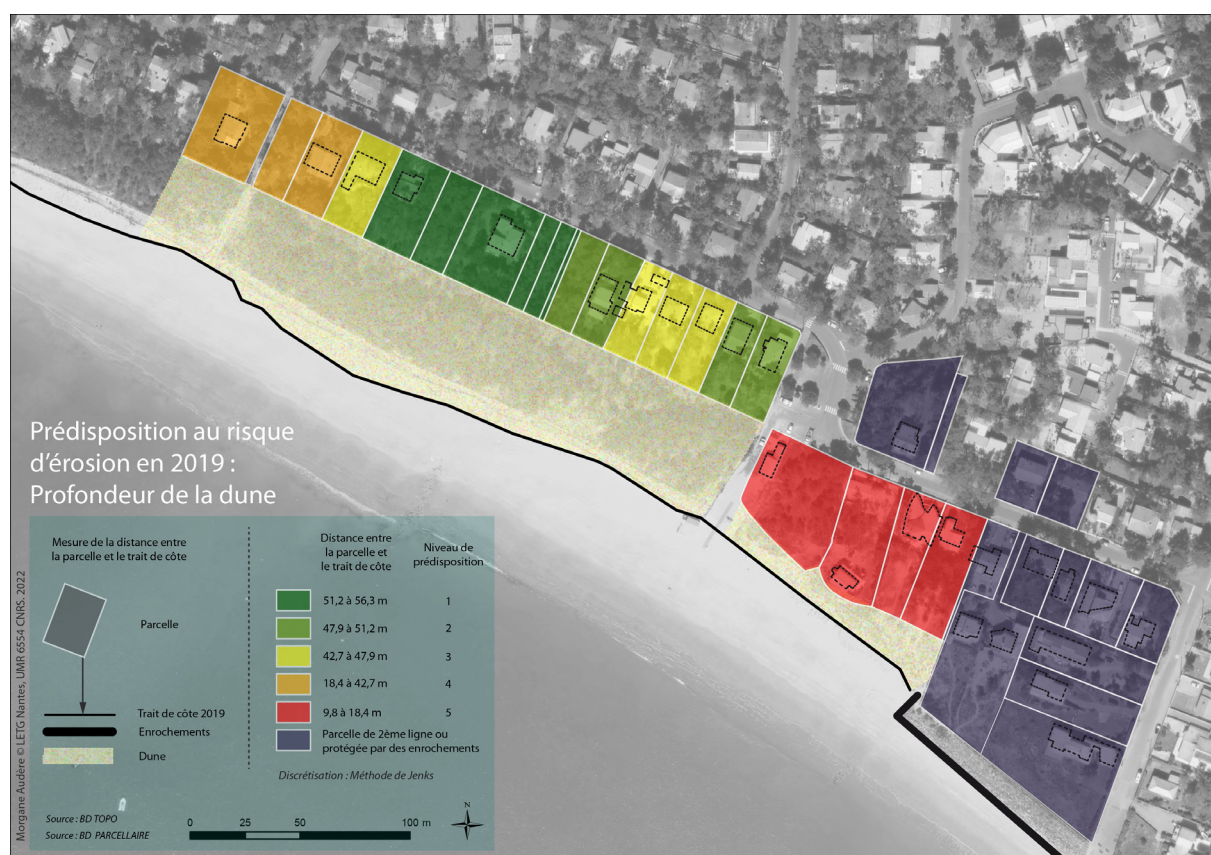 Prédisposition au risque
d'érosion en 2019 :
Profondeur de la dune
Mesure de la distance entre
la parcelle et le trait de côte
Parcelle
Trait de côte 2019
Enrochements
Dune
Distance entre
la parcelle et
le trait de côte
Niveau de
prédisposition
51,2 à 56,3 m 1
47,9 à 51,2 m 2
42,7 à 47,9 m 3
18,4 à 42,7 m 4
9,8 à 18,4 m 5
Parcelle de 2ème ligne ou
protégée par des enrochements
Discrétisation : Méthode de Jenks
Source : BD TOPO
Source : BD PARCELLAIRE
0 25 50 100 m
N
Morgane Audère © LETG Nantes, UMR 6554 CNRS. 2022